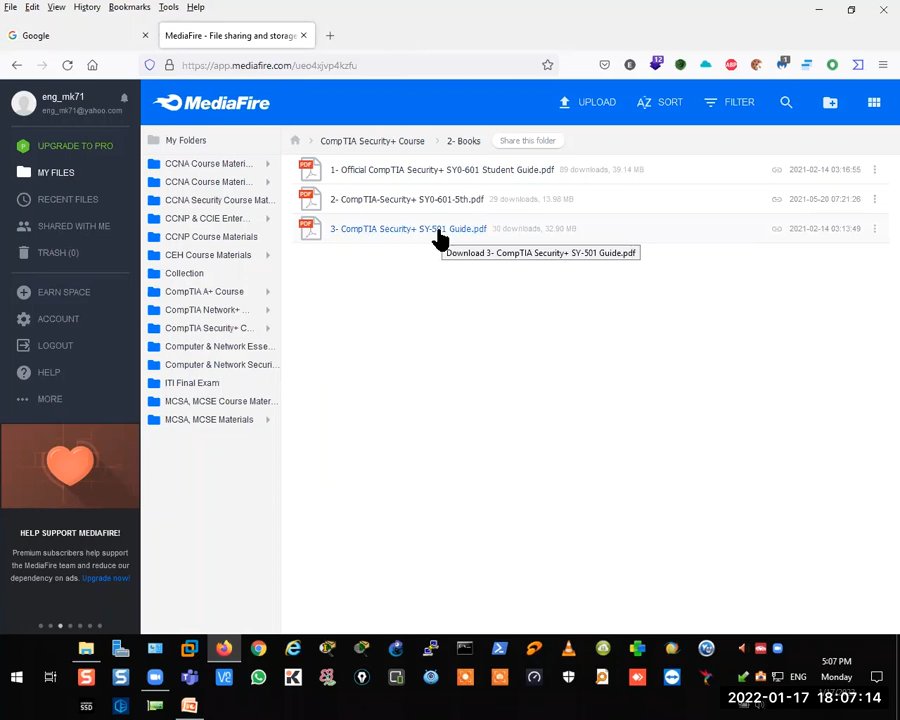 File Edit View History Bookmarks Tools Help
Google
MediaFire - File sharing and storage
https://app.mediafire.com/ueo4xjvp4kzfu
12
ABP
1
eng_mk71
eng_mk71@yahoo.com
UPGRADE TO PRO
MY FILES
RECENT FILES
SHARED WITH ME
TRASH (0)
EARN SPACE
ACCOUNT
LOGOUT
HELP
MORE
HELP SUPPORT MEDIAFIRE!
Premium subscribers help support
the MediaFire team and reduce our
dependency on ads. Upgrade now!
MediaFire
UPLOAD
SORT
FILTER
My Folders
CCNA Course Materi...
CCNA Course Materi...
CCNA Security Course Mat...
CCNP & CCIE Enter...
CCNP Course Materials
CEH Course Materials
Collection
CompTIA A+ Course
CompTIA Network+ ...
CompTIA Security+ C...
Computer & Network Esse...
Computer & Network Securi...
ITI Final Exam
MCSA, MCSE Course Mater...
MCSA, MCSE Materials
CompTIA Security+ Course > 2- Books Share this folder
PDF 1- Official CompTIA Security+ SY0-601 Student Guide.pdf 89 downloads, 39.14 MB 2021-02-14 03:16:55
PDF 2- CompTIA-Security+ SY0-601-5th.pdf 29 downloads, 13.98 MB 2021-05-20 07:21:26
PDF 3- CompTIA Security+ SY-501 Guide.pdf 30 downloads, 32.90 MB 2021-02-14 03:13:49
Download 3- CompTIA Security+ SY-501 Guide.pdf
5:07 PM
ENG Monday
2022-01-17 18:07:14
SSD